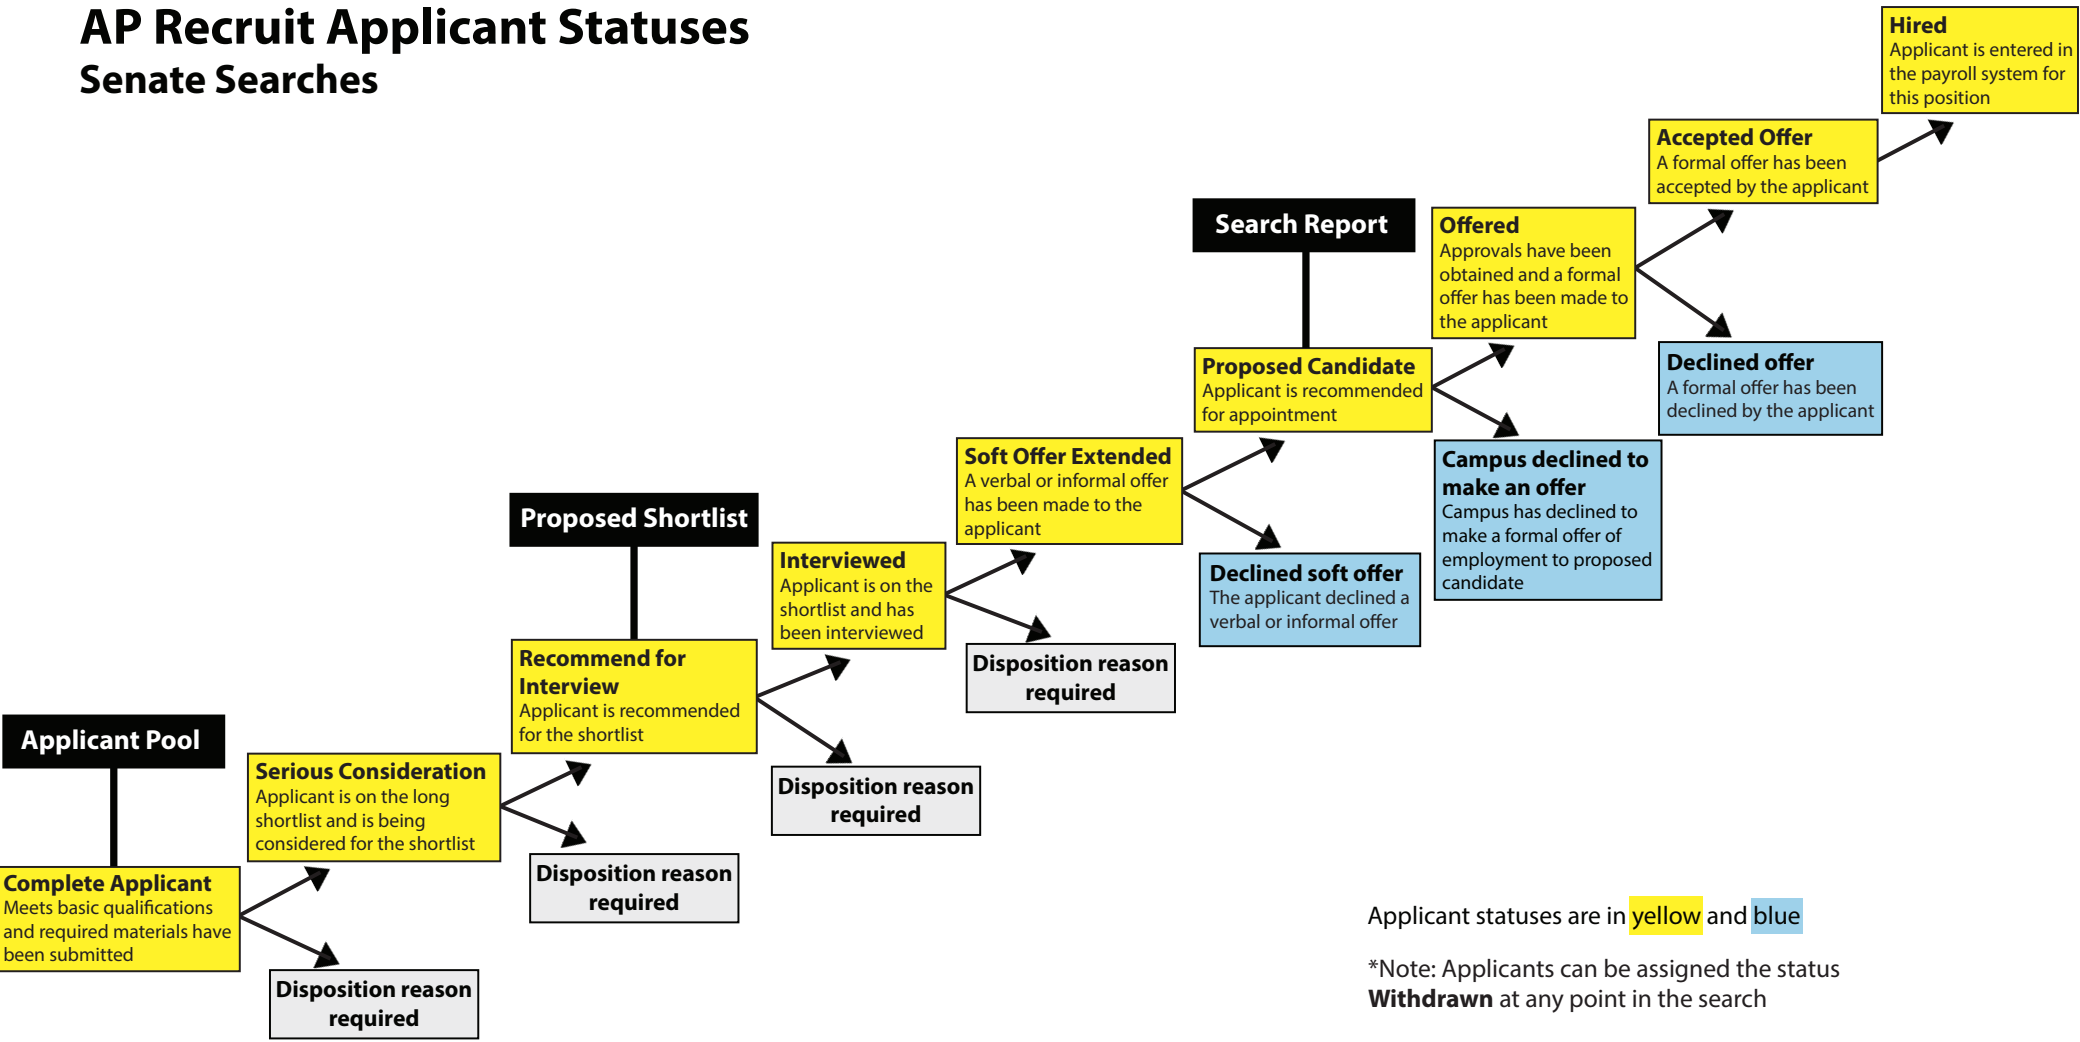 AP Recruit Applicant Statuses
Senate Searches
Applicant Pool
Complete Applicant
Meets basic qualifications
and required materials have
been submitted
Disposition reason
required
Serious Consideration
Applicant is on the long
shortlist and is being
considered for the shortlist
Disposition reason
required
Proposed Shortlist
Recommend for
Interview
Applicant is recommended
for the shortlist
Disposition reason
required
Interviewed
Applicant is on the
shortlist and has
been interviewed
Disposition reason
required
Soft Offer Extended
A verbal or informal offer
has been made to the
applicant
Declined soft offer
The applicant declined a
verbal or informal offer
Search Report
Proposed Candidate
Applicant is recommended
for appointment
Campus declined to
make an offer
Campus has declined to
make a formal offer of
employment to proposed
candidate
Offered
Approvals have been
obtained and a formal
offer has been made to
the applicant
Declined offer
A formal offer has been
declined by the applicant
Accepted Offer
A formal offer has been
accepted by the applicant
Hired
Applicant is entered in
the payroll system for
this position
Applicant statuses are in yellow and blue
*Note: Applicants can be assigned the status
Withdrawn at any point in the search